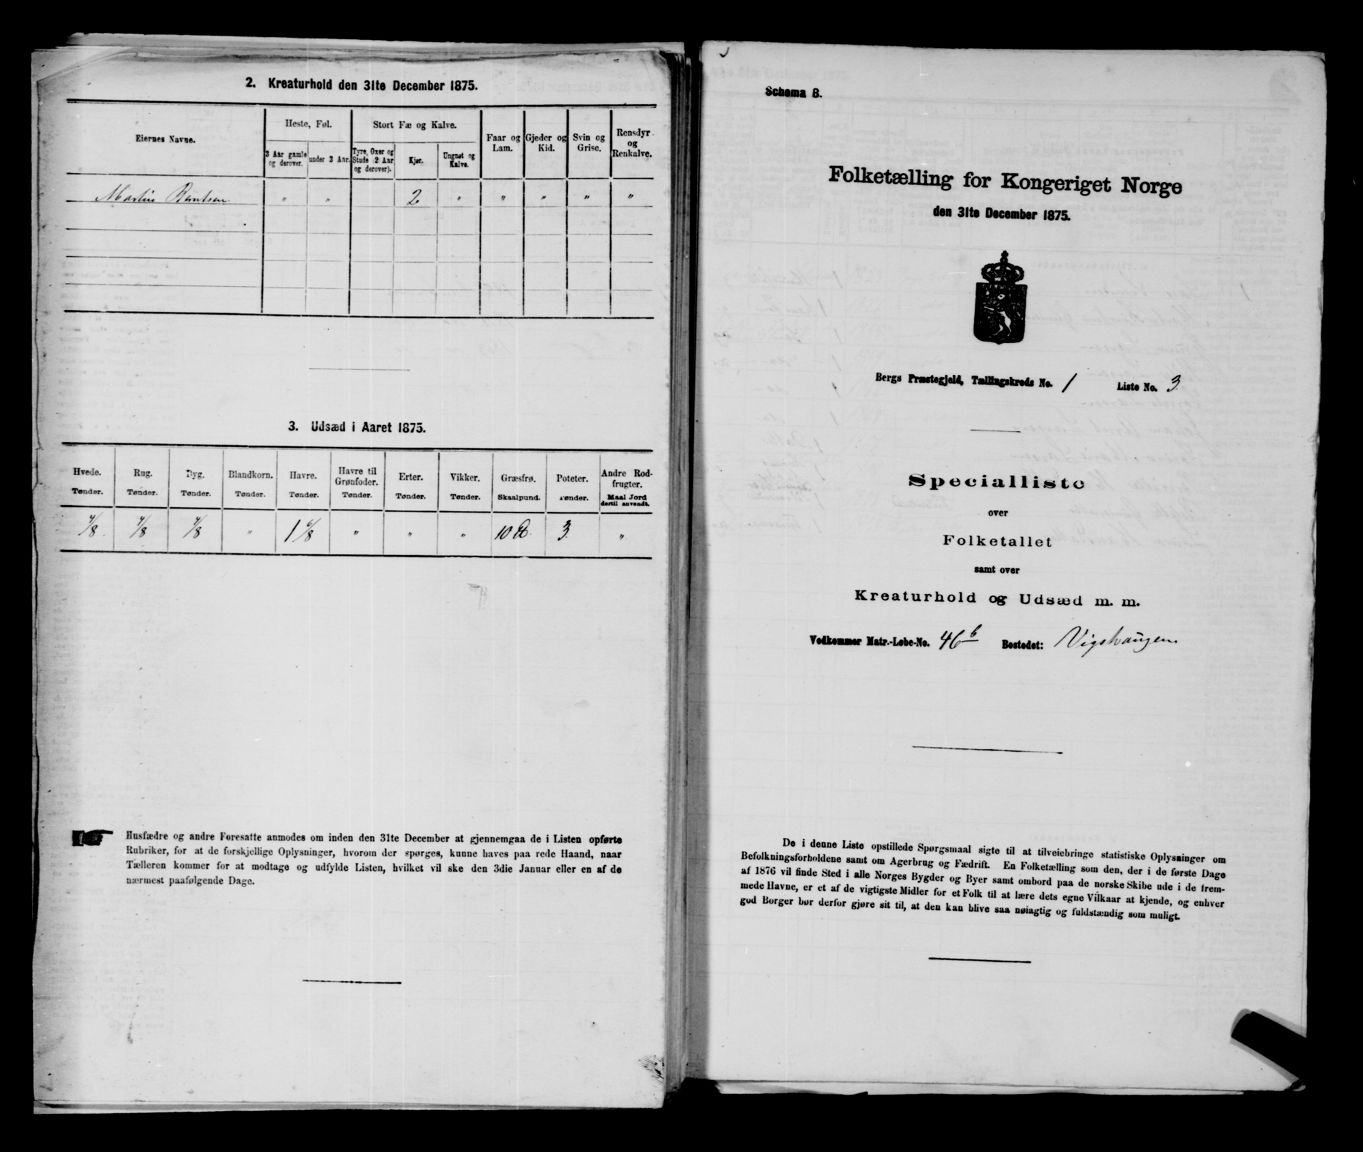 2. Kreaturhold den 31te December 1875.
Eiernes Navne.
Heste, Føl.
Stort Fæ og Kalve.
Faar og Lam.
Gjeder og Kid.
Svin og Grise.
Rensdyr og Renkalve.
3 Aar gamle og derover.
under 3 Aar.
Tyre, Oxer og Stude (2 Aar og derover).
Kjør.
Ungnøt og Kalve.
Martin Berntsen " " 2 " " " " "
3. Udsæd i Aaret 1875.
Hvede. Rug. Byg. Blandkorn. Havre. Havre til Grønfoder. Erter. Vikker. Græsfrø. Poteter. Andre Rodfrugter.
Tønder. Tønder. Tønder. Tønder. Tønder. Tønder. Tønder. Tønder. Skaalpund. Tønder. Maal Jord dertil anvendt.
/8 /8 /8 " 1 /8 " " " 10 ℔ 3 "
Husfædre og andre Foresatte anmodes om inden den 31te December at gjennemgaa de i Listen opførte
Rubriker, for at de forskjellige Oplysninger, hvorom der spørges, kunne haves paa rede Haand, naar
Tælleren kommer for at modtage og udfylde Listen, hvilket vil ske den 3die Januar eller en af de
nærmest paafølgende Dage.
Schema 8.
Folketælling for Kongeriget Norge
den 31te December 1875.
Bergs Præstegjeld, Tællingskreds No. 1 Liste No. 3
Specialliste
over
Folketallet
samt over
Kreaturhold og Udsæd m. m.
Vedkommer Matr.-Løbe-No. 46 b Bostedet: Vigshaugen
De i denne Liste opstillede Spørgsmaal sigte til at tilveiebringe statistiske Oplysninger om
Befolkningsforholdene samt om Agerbrug og Fædrift. En Folketælling som den, der i de første Dage
af 1876 vil finde Sted i alle Norges Bygder og Byer samt ombord paa de norske Skibe ude i de frem-
mede Havne, er et af de vigtigste Midler for et Folk til at lære dets egne Vilkaar at kjende, og enhver
god Borger bør derfor gjøre sit til, at den kan blive saa nøiagtig og fuldstændig som muligt.